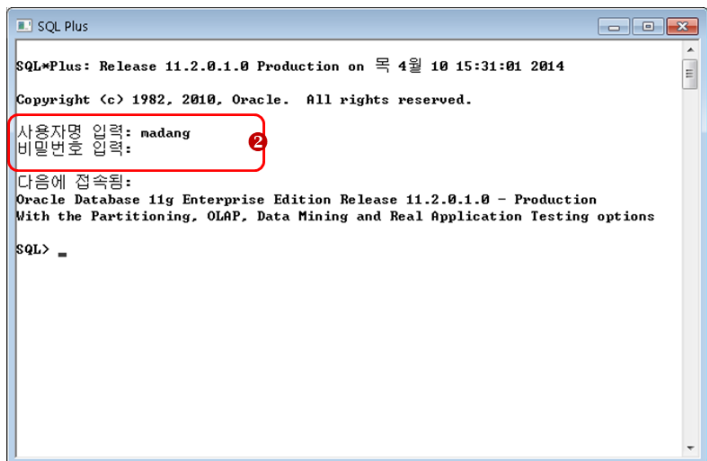 SQL Plus
SQL*Plus: Release 11.2.0.1.0 Production on 목 4월 10 15:31:01 2014
Copyright (c) 1982, 2010, Oracle.  All rights reserved.
사용자명 입력: madang
❷
비밀번호 입력:
다음에 접속됨:
Oracle Database 11g Enterprise Edition Release 11.2.0.1.0 - Production
With the Partitioning, OLAP, Data Mining and Real Application Testing options
SQL> _